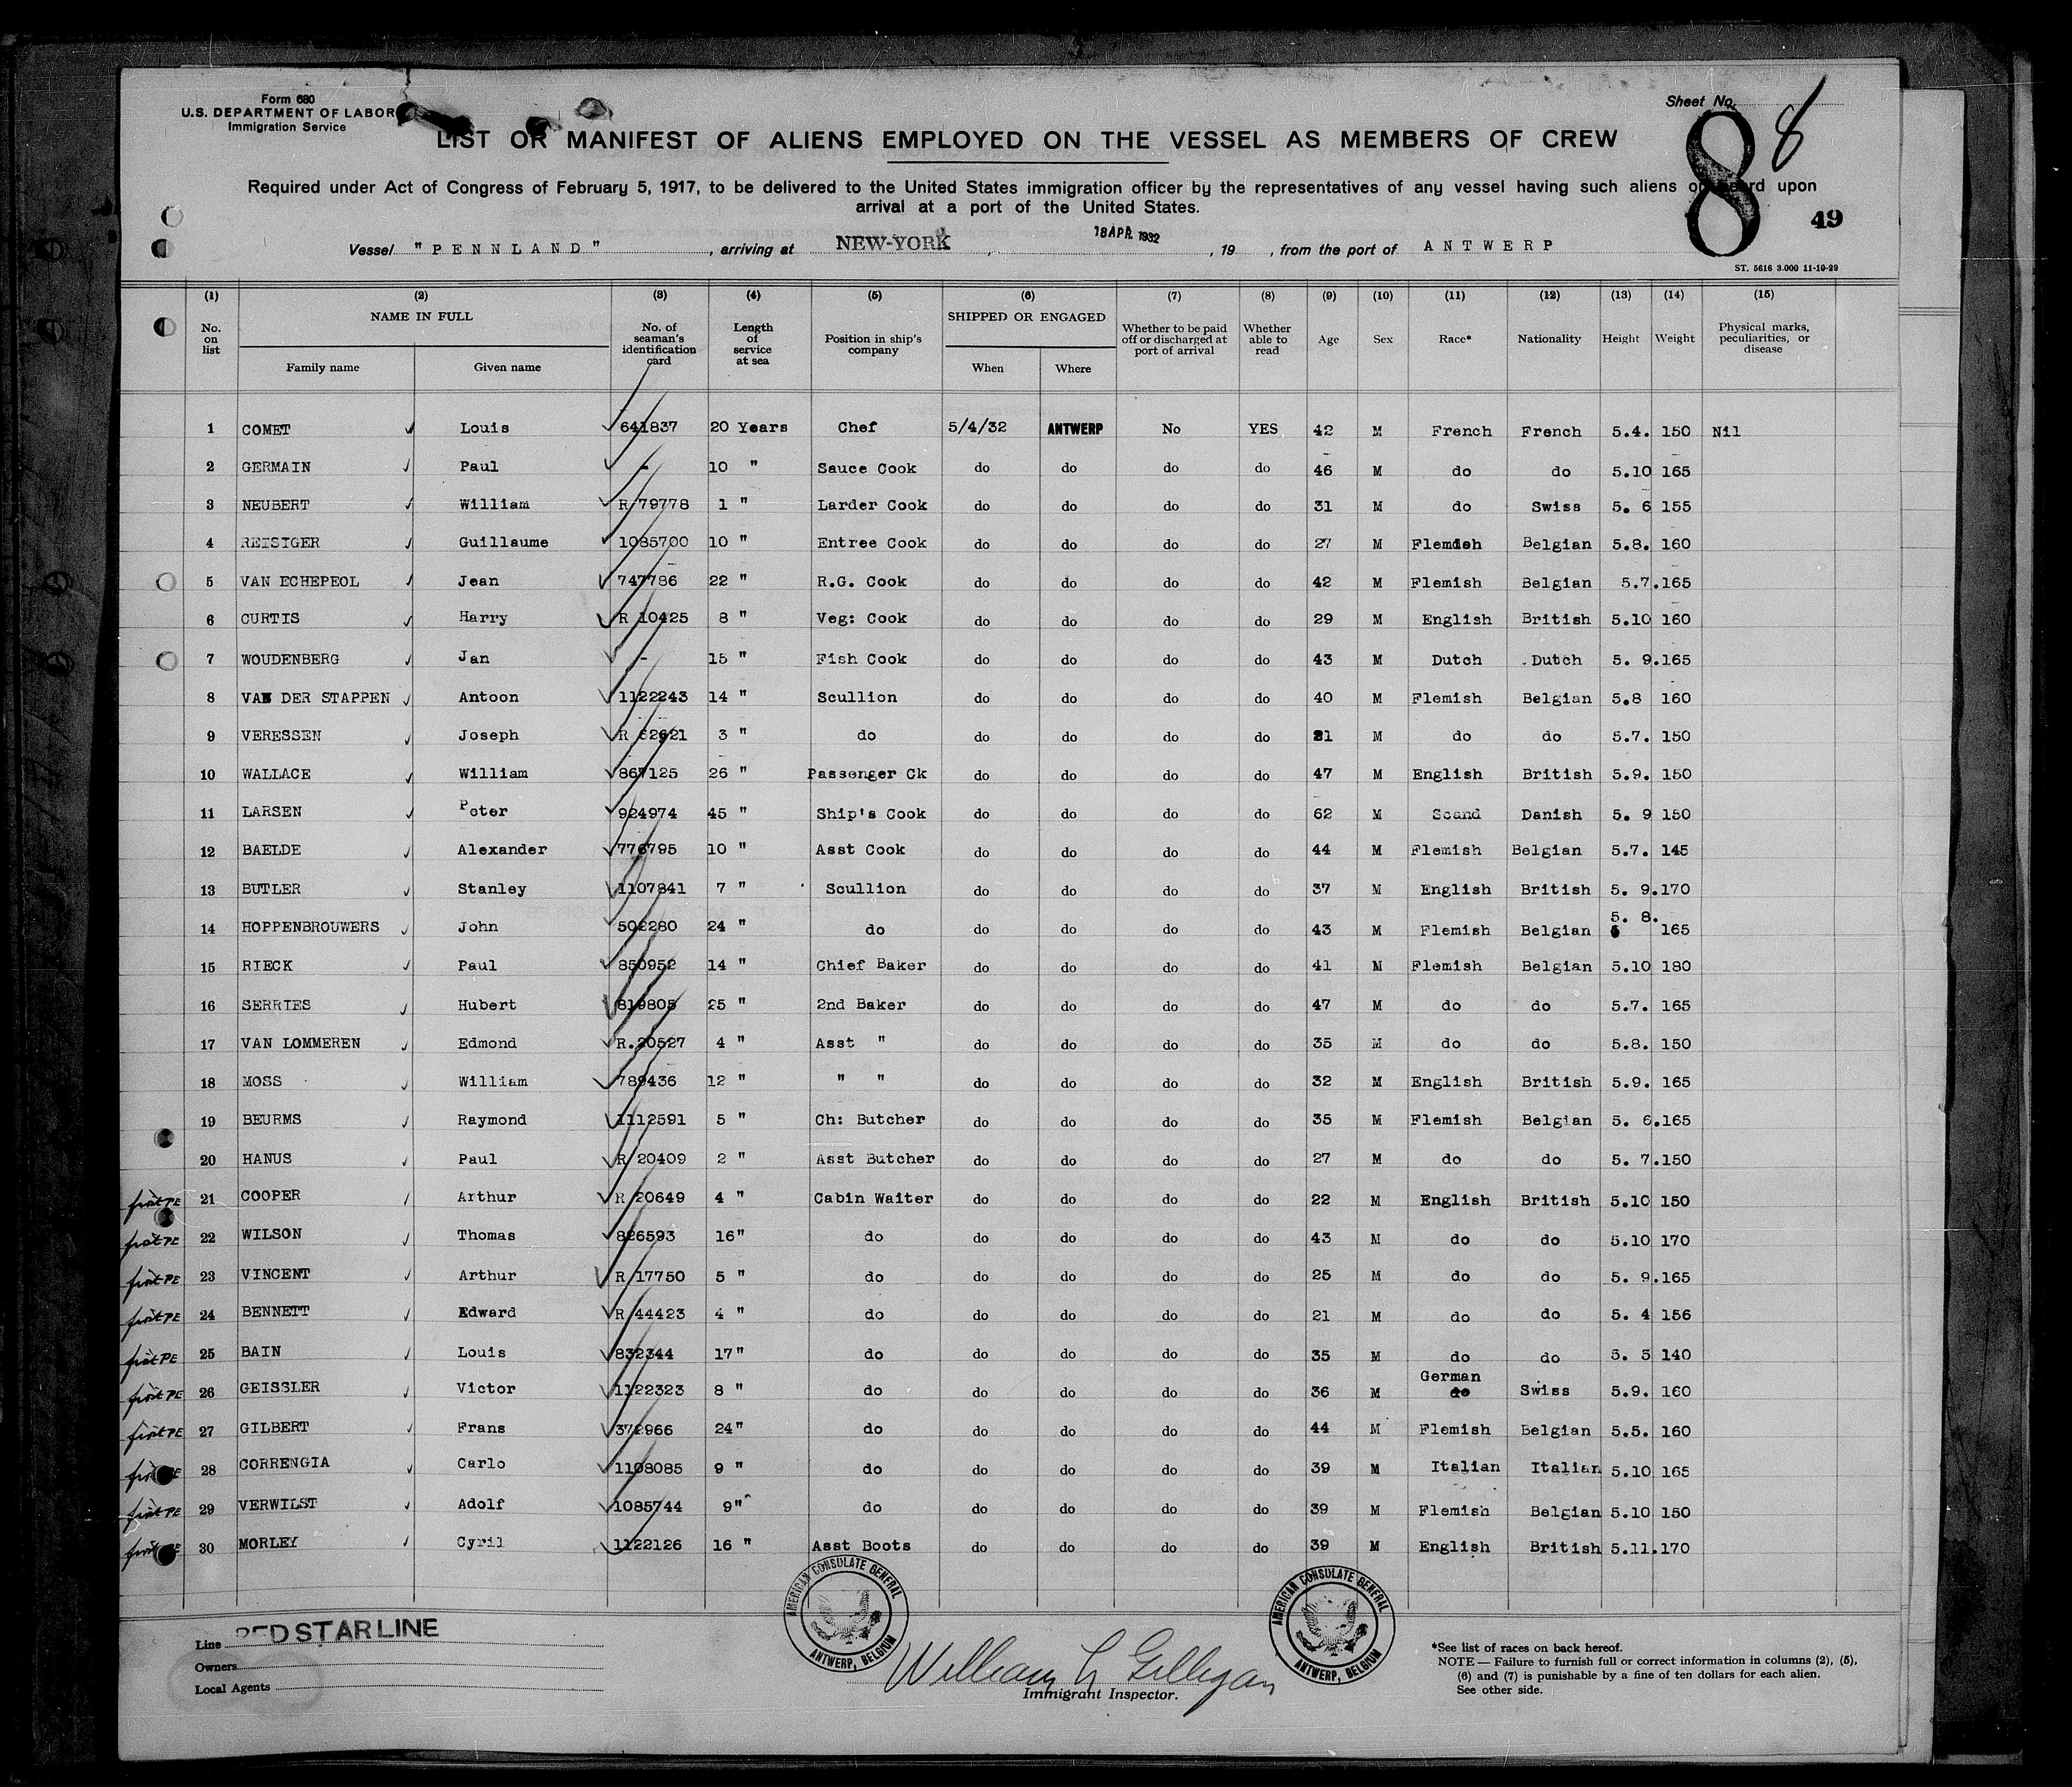 Form 680
U.S. DEPARTMENT OF LABOR
Immigration Service
Sheet No. 8
8
LIST OR MANIFEST OF ALIENS EMPLOYED ON THE VESSEL AS MEMBERS OF CREW
Required under Act of Congress of February 5, 1917, to be delivered to the United States immigration officer by the representatives of any vessel having such aliens on board upon
arrival at a port of the United States.
49
Vessel "PENNLAND", arriving at NEW-YORK, 18 APR. 1932, 19 , from the port of ANTWERP
ST. 5616 3.000 11-10-29
(1) (2) (3) (4) (5) (6) (7) (8) (9) (10) (11) (12) (13) (14) (15)
No. on list NAME IN FULL Family name Given name No. of seaman's identification card Length of service at sea Position in ship's company SHIPPED OR ENGAGED When Where Whether to be paid off or discharged at port of arrival Whether able to read Age Sex Race* Nationality Height Weight Physical marks, peculiarities, or disease
1 COMET Louis 641837 20 Years Chef 5/4/32 ANTWERP No YES 42 M French French 5.4. 150 Nil
2 GERMAIN Paul - 10 " Sauce Cook do do do do 46 M do do 5.10 165
3 NEUBERT William R 79778 1 " Larder Cook do do do do 31 M do Swiss 5. 6 155
4 REISIGER Guillaume 1085700 10 " Entree Cook do do do do 27 M Flemish Belgian 5.8. 160
5 VAN ECHEPEOL Jean 747786 22 " R.G. Cook do do do do 42 M Flemish Belgian 5.7. 165
6 CURTIS Harry R 10425 8 " Veg: Cook do do do do 29 M English British 5.10 160
7 WOUDENBERG Jan - 15 " Fish Cook do do do do 43 M Dutch Dutch 5. 9. 165
8 VAN DER STAPPEN Antoon 1122243 14 " Scullion do do do do 40 M Flemish Belgian 5.8 160
9 VERESSEN Joseph R 62621 3 " do do do do do 21 M do do 5.7. 150
10 WALLACE William 867125 26 " Passenger Ck do do do do 47 M English British 5.9. 150
11 LARSEN Peter 924974 45 " Ship's Cook do do do do 62 M Scand Danish 5. 9 150
12 BAELDE Alexander 776795 10 " Asst Cook do do do do 44 M Flemish Belgian 5.7. 145
13 BUTLER Stanley 1107841 7 " Scullion do do do do 37 M English British 5. 9. 170
14 HOPPENBROUWERS John 502280 24 " do do do do do 43 M Flemish Belgian 5. 8. 165
15 RIECK Paul 850952 14 " Chief Baker do do do do 41 M Flemish Belgian 5.10 180
16 SERRIES Hubert 819805 25 " 2nd Baker do do do do 47 M do do 5.7. 165
17 VAN LOMMEREN Edmond R.20527 4 " Asst " do do do do 35 M do do 5.8. 150
18 MOSS William 789436 12 " " " do do do do 32 M English British 5.9. 165
19 BEURMS Raymond 1112591 5 " Ch: Butcher do do do do 35 M Flemish Belgian 5. 6. 165
20 HANUS Paul R 20409 2 " Asst Butcher do do do do 27 M do do 5. 7. 150
21 COOPER Arthur R 20649 4 " Cabin Waiter do do do do 22 M English British 5.10 150
22 WILSON Thomas 826593 16" do do do do do 43 M do do 5.10 170
23 VINCENT Arthur R 17750 5 " do do do do do 25 M do do 5. 9. 165
24 BENNETT Edward R 44423 4 " do do do do do 21 M do do 5. 4 156
25 BAIN Louis 832344 17" do do do do do 35 M do do 5. 5 140
26 GEISSLER Victor 1122323 8 " do do do do do 36 M German do Swiss 5.9. 160
27 GILBERT Frans 372966 24" do do do do do 44 M Flemish Belgian 5.5. 160
28 CORRENGIA Carlo 1108085 9 " do do do do do 39 M Italian Italian 5.10 165
29 VERWILST Adolf 1085744 9" do do do do do 39 M Flemish Belgian 5.10 150
30 MORLEY Cyril 1122126 16 " Asst Boots do do do do 39 M English British 5.11. 170
Line RED STAR LINE
Owners
Local Agents
AMERICAN CONSULATE GENERAL ANTWERP, BELGIUM
William L Gilligan
Immigrant Inspector.
AMERICAN CONSULATE GENERAL ANTWERP, BELGIUM
*See list of races on back hereof.
NOTE — Failure to furnish full or correct information in columns (2), (5),
(6) and (7) is punishable by a fine of ten dollars for each alien.
See other side.